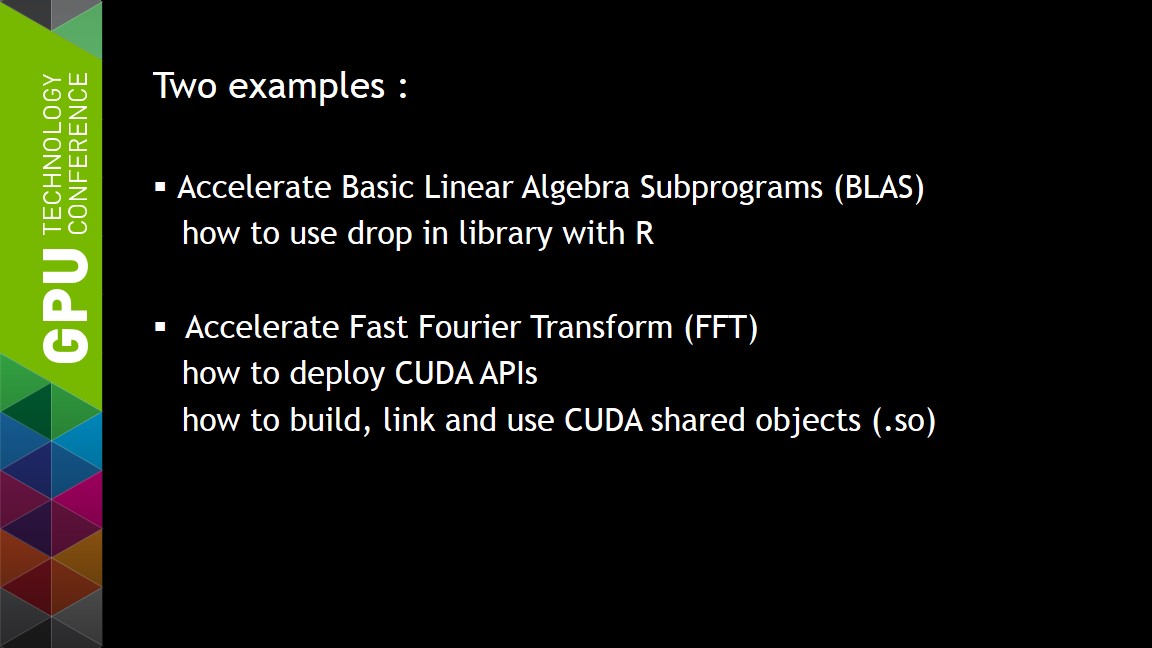 GPU TECHNOLOGY
CONFERENCE
Two examples :
▪ Accelerate Basic Linear Algebra Subprograms (BLAS)
how to use drop in library with R
▪ Accelerate Fast Fourier Transform (FFT)
how to deploy CUDA APIs
how to build, link and use CUDA shared objects (.so)